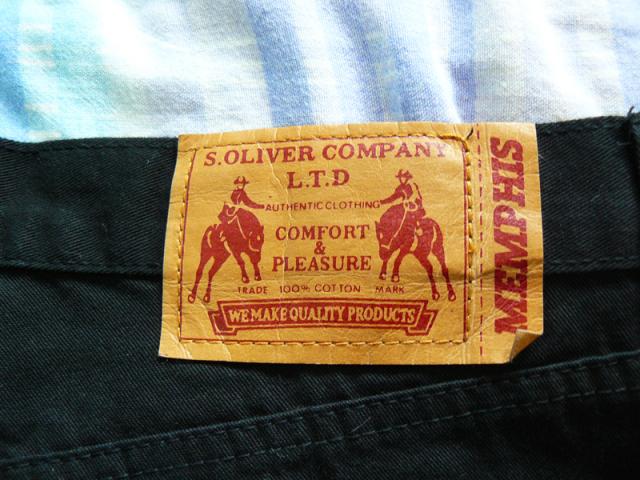 S.OLIVER COMPANY
L.T.D
AUTHENTIC CLOTHING
COMFORT
&
PLEASURE
TRADE 100% COTTON MARK
WE MAKE QUALITY PRODUCTS
MEMPHIS